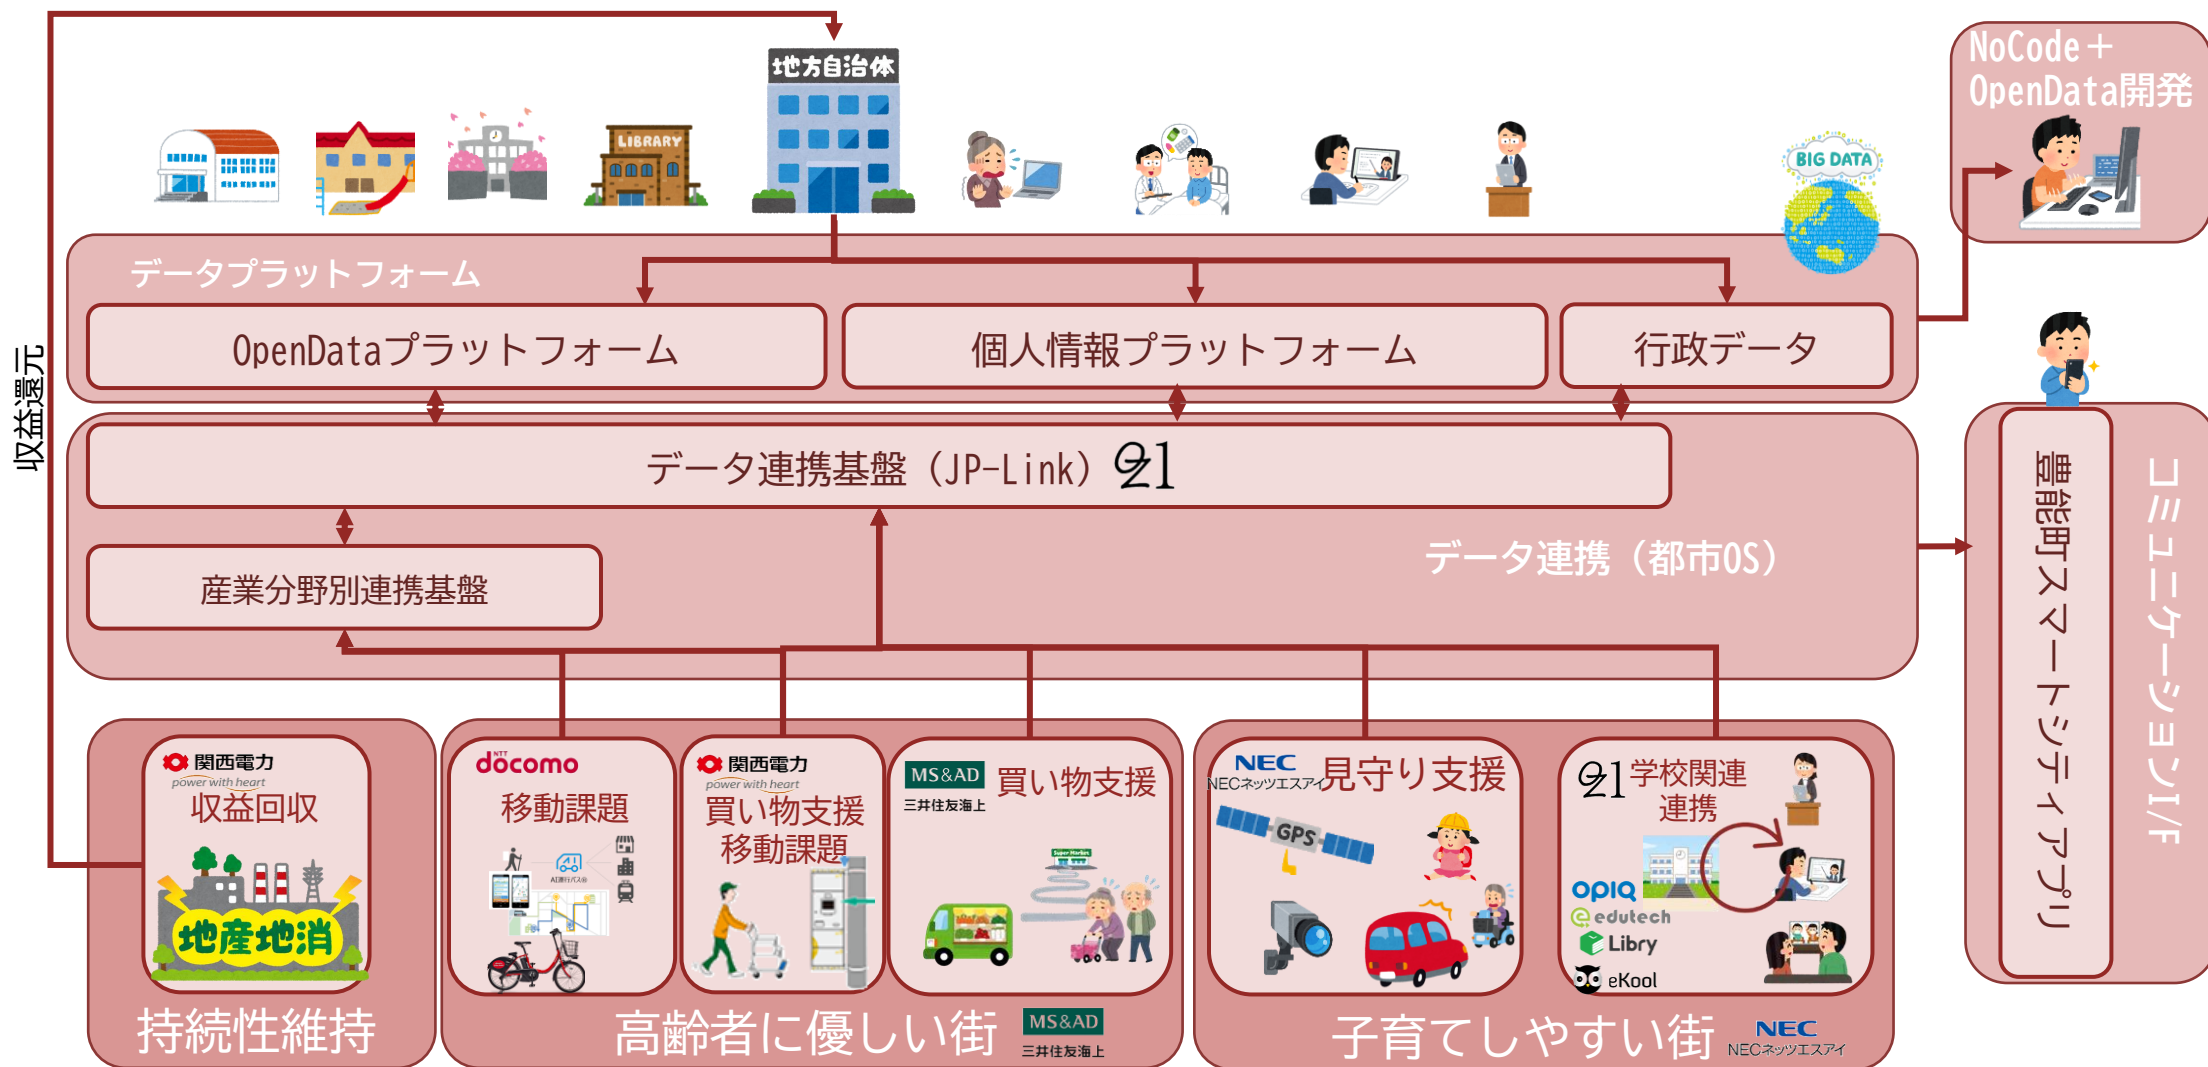 地方自治体
LIBRARY
BIG DATA
NoCode＋
OpenData開発
データプラットフォーム
OpenDataプラットフォーム
個人情報プラットフォーム
行政データ
収益還元
データ連携基盤（JP-Link）21
産業分野別連携基盤
データ連携（都市OS）
豊能町スマートシティアプリ
コミュニケーションI/F
関西電力
power with heart
収益回収
地産地消
持続性維持
NTT
döcomo
移動課題
AI運行バス®
関西電力
power with heart
買い物支援
移動課題
MS&AD
三井住友海上
買い物支援
Super Market
高齢者に優しい街
MS&AD
三井住友海上
NEC
NECネッツエスアイ
見守り支援
GPS
21
学校関連
連携
opiq
edutech
Libry
eKool
子育てしやすい街
NEC
NECネッツエスアイ